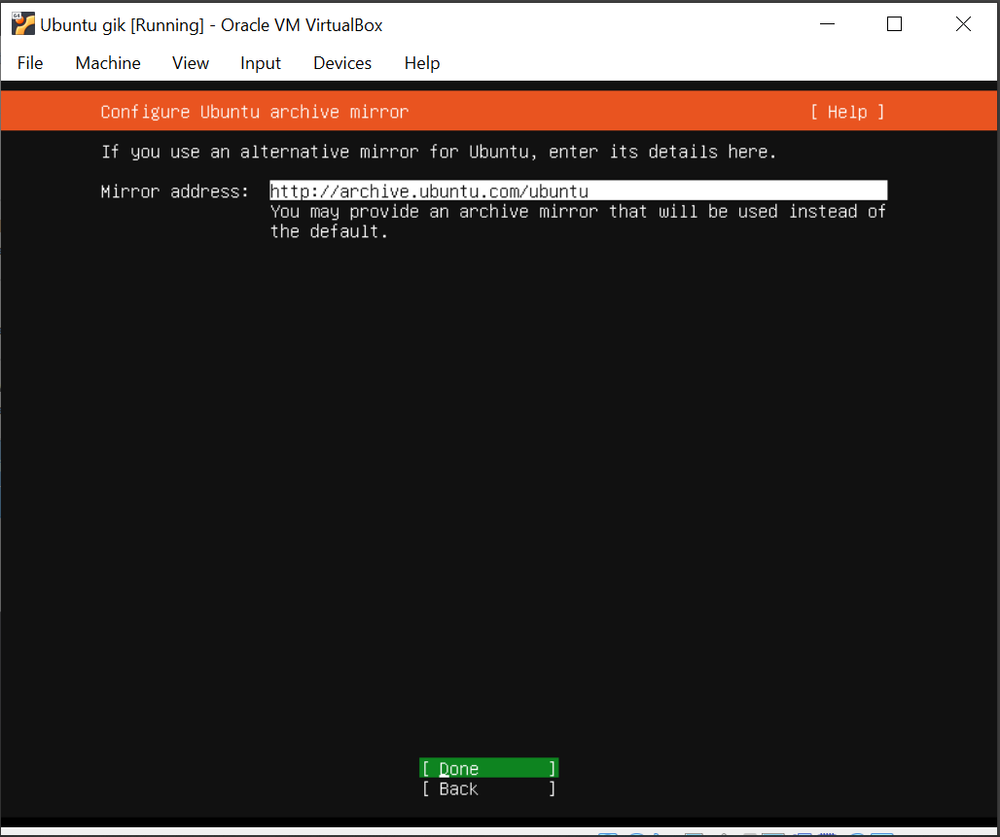 Ubuntu gik [Running] - Oracle VM VirtualBox
File Machine View Input Devices Help
Configure Ubuntu archive mirror [ Help ]
If you use an alternative mirror for Ubuntu, enter its details here.
Mirror address: http://archive.ubuntu.com/ubuntu
You may provide an archive mirror that will be used instead of
the default.
[ Done ]
[ Back ]